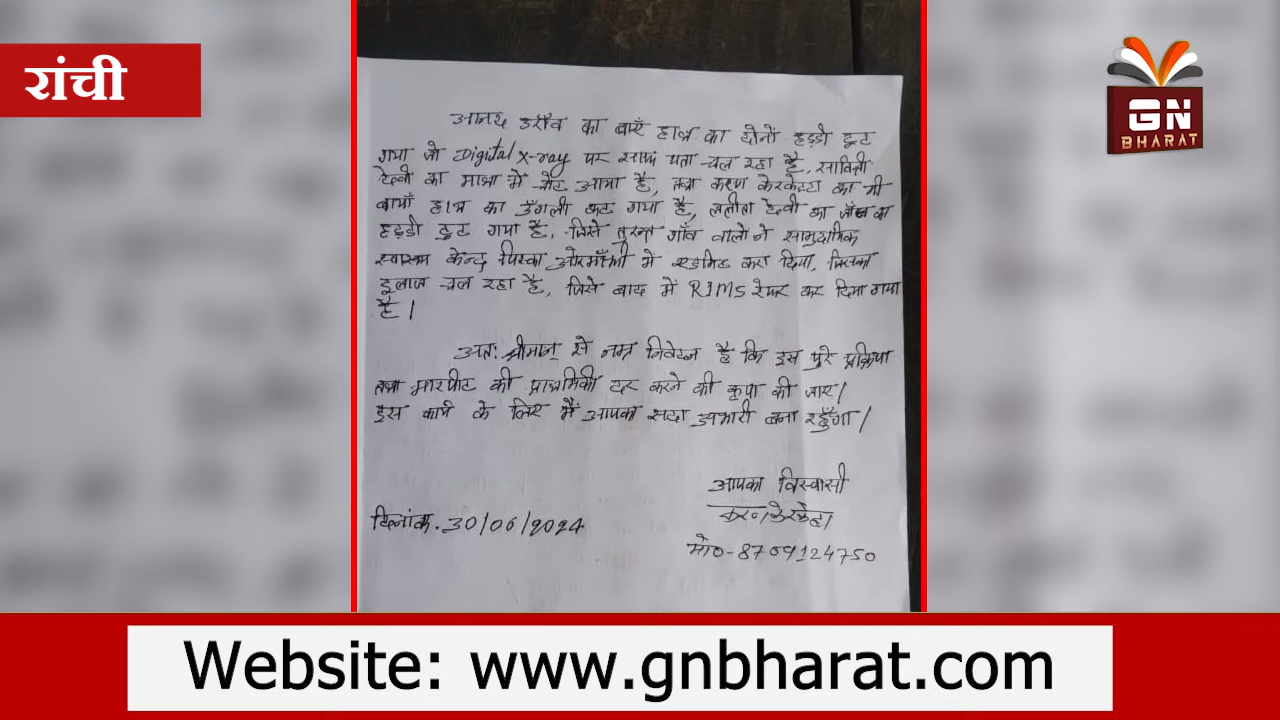 रांची
GN
BHARAT
आनन्द उराँव का बाएँ हाथ का दोनों हड्डी टूट
गया जो Digital X-ray पर साफ पता चल रहा है, सावित्री
देवी का माथा में चोट आया है, तथा करण केरकेट्टा का भी
बायाँ हाथ का उँगली कट गया है, ललीता देवी का जाँघ का
हड्डी टुट गया है, जिसे तुरन्त गाँव वालो ने सामुदायिक
स्वास्थ्य केन्द्र सिस्का ओरमाँझी में एडमिट करा दिया, जिसका
इलाज चल रहा है, जिसे बाद में RIMS रेफर कर दिया गया
है।
अतः श्रीमान् से नम्र निवेदन है कि इस पुरे प्रक्रिया
तथा मारपीट की प्राथमिकी दर्ज करने की कृपा की जाए।
इस कार्य के लिए मैं आपका सदा आभारी बना रहुँगा।
आपका विस्वासी
करण केरकेट्टा
दिनांक. 30/06/2024
मो०-8709124750
Website: www.gnbharat.com